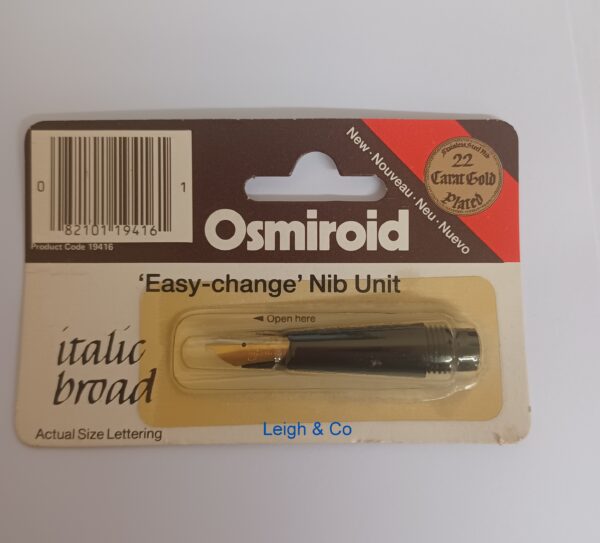 0 82101 19416 1
Product Code 19416
New · Nouveau · Neu · Nuevo
Stainless Steel Nib
22
Carat Gold
Plated
Osmiroid
'Easy-change' Nib Unit
◄ Open here
italic
broad
Actual Size Lettering
Leigh & Co